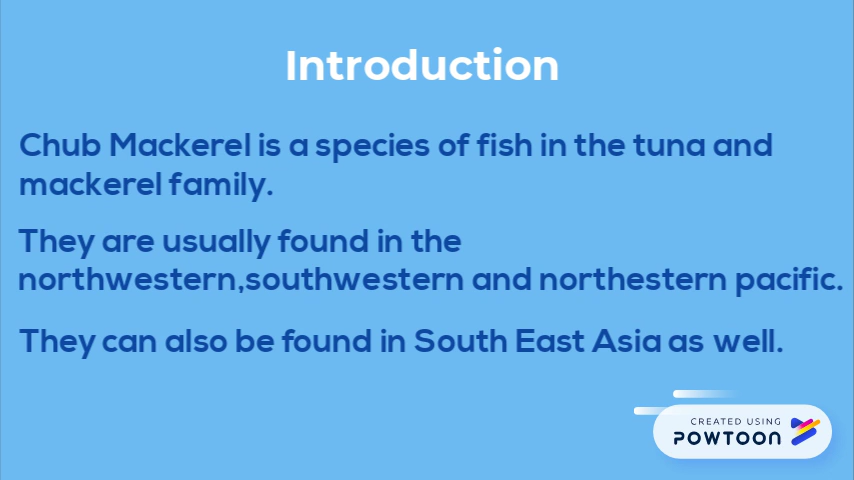 Introduction
Chub Mackerel is a species of fish in the tuna and
mackerel family.
They are usually found in the
northwestern,southwestern and northestern pacific.
They can also be found in South East Asia as well.
CREATED USING
POWTOON